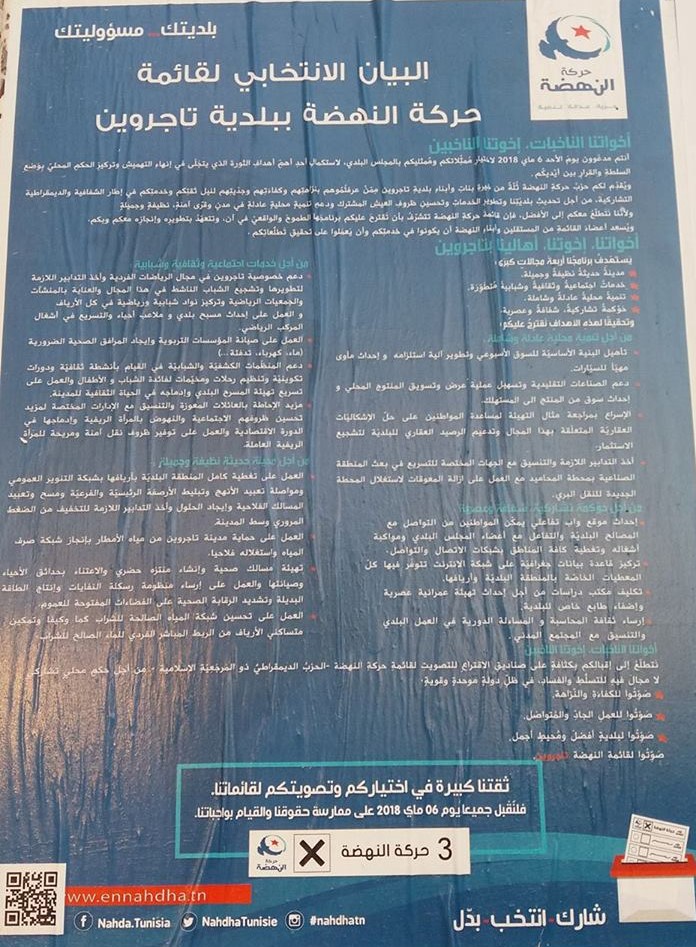 بلديتك.. مسؤوليتك
حركة
النهضة
حرية عدالة تنمية
البيان الانتخابي لقائمة
حركة النهضة ببلدية تاجروين
أخواتنا الناخبات، إخوتنا الناخبين
أنتم مدعوون يوم الأحد 6 ماي 2018 لاختيار ممثلاتكم وممثليكم بالمجلس البلدي، لاستكمال أحد أهم أهداف الثورة الذي يتجلّى في إنهاء التهميش وتركيز الحكم المحلي بوضع
السلطة والقرار بين أيديكم.
ويُقدم لكم حزب حركة النهضة ثلة من خيرة بنات وأبناء بلدية تاجروين ممّن عرفتموهم بنزاهتهم وكفاءتهم وجديتهم لنيل ثقتكم وخدمتكم في إطار الشفافية والديمقراطية
التشاركية، من أجل تحديث بلديتنا وتطوير الخدمات وتحسين ظروف العيش المشترك ودعم تنمية محلية عادلة في مدن وقرى آمنة، نظيفة وجميلة
ولأننا نتطلع معكم إلى الأفضل، فإن قائمة حركة النهضة تتشرف بأن تقترح عليكم برنامجها الطموح والواقعي في آن، وتتعهد بتطويره وإنجازه معكم وبكم.
ويُسعد أعضاء القائمة من المستقلين وأبناء النهضة أن يكونوا في خدمتكم وأن يعملوا على تحقيق تطلعاتكم.
أخواتنا، إخوتنا، أهالينا بتاجروين
يستهدف برنامجنا أربعة مجالات كبرى:
مدينة حديثة نظيفة وجميلة.
خدمات اجتماعية وثقافية وشبابية متطورة.
تنمية محلية عادلة وشاملة.
حوكمة تشاركية، شفافة وعصرية
وتحقيقا لهذه الأهداف نقترح عليكم:
من أجل تنمية محلية عادلة وشاملة
تأهيل البنية الأساسية للسوق الأسبوعي وتطوير آلية استلزامه و إحداث مأوى
مهيأ للسيارات.
دعم الصناعات التقليدية وتسهيل عملية عرض وتسويق المنتوج المحلي و
إحداث سوق من المنتج الى المستهلك.
الإسراع بمراجعة مثال التهيئة لمساعدة المواطنين على حلّ الإشكاليات
العقارية المتعلقة بهذا المجال وتدعيم الرصيد العقاري للبلدية لتشجيع
الاستثمار.
أخذ التدابير اللازمة والتنسيق مع الجهات المختصة للتسريع في بعث المنطقة
الصناعية بمحطة المحاميد مع العمل على ازالة المعوقات لاستغلال المحطة
الجديدة للنقل البري.
من أجل حوكمة تشاركية، شفافة وعصرية
إحداث موقع واب تفاعلي يمكن المواطنين من التواصل مع
المصالح البلدية والتفاعل مع أعضاء المجلس البلدي ومواكبة
أشغاله وتغطية كافة المناطق بشبكات الاتصال والتواصل.
تركيز قاعدة بيانات جغرافية على شبكة الانترنت تتوفر فيها كل
المعطيات الخاصة بالمنطقة البلدية وأريافها.
تكليف مكتب دراسات من أجل إحداث تهيئة عمرانية عصرية
وإضفاء طابع خاص للبلدية.
إرساء ثقافة المحاسبة و المساءلة الدورية في العمل البلدي
والتنسيق مع المجتمع المدني.
من أجل خدمات اجتماعية وثقافية وشبابية
دعم خصوصية تاجروين في مجال الرياضات الفردية وأخذ التدابير اللازمة
لتطويرها وتشجيع الشباب الناشط في هذا المجال والعناية بالمنشآت
والجمعيات الرياضية وتركيز نواد شبابية ورياضية في كل الأرياف
و العمل على إحداث مسبح بلدي و ملاعب أحياء والتسريع في أشغال
المركب الرياضي.
العمل على صيانة المؤسسات التربوية وإيجاد المرافق الصحية الضرورية
(ماء، كهرباء، تدفئة...)
دعم المنظمات الكشفية والشبابية في القيام بأنشطة ثقافية ودورات
تكوينية وتنظيم رحلات ومخيمات لفائدة الشباب و الأطفال والعمل على
تسريع تهيئة المسرح البلدي وإدماجه في الحياة الثقافية للمدينة.
مزيد الإحاطة بالعائلات المعوزة والتنسيق مع الإدارات المختصة لمزيد
تحسين ظروفهم الاجتماعية والنهوض بالمرأة الريفية وإدماجها في
الدورة الاقتصادية والعمل على توفير ظروف نقل آمنة ومريحة للمرأة
الريفية العاملة.
من أجل مدينة حديثة نظيفة وجميلة
العمل على تغطية كامل المنطقة البلدية بأريافها بشبكة التنوير العمومي
ومواصلة تعبيد الأنهج وتبليط الأرصفة الرئيسية والفرعية ومسح وتعبيد
المسالك الفلاحية وإيجاد الحلول وأخذ التدابير اللازمة للتخفيف من الضغط
المروري وسط المدينة.
العمل على حماية مدينة تاجروين من مياه الأمطار بإنجاز شبكة صرف
المياه واستغلاله فلاحيا.
تهيئة مسالك صحية وإنشاء منتزه حضري والاعتناء بحدائق الأحياء
وصيانتها والعمل على إرساء منظومة رسكلة النفايات وإنتاج الطاقة
البديلة وتشديد الرقابة الصحية على الفضاءات المفتوحة للعموم.
العمل على تحسين شبكة المياه الصالحة للشراب كما وكيفا وتمكين
متساكني الأرياف من الربط المباشر الفردي للماء الصالح للشراب
أخواتنا الناخبات، إخوتنا الناخبين
نتطلع إلى إقبالكم بكثافة على صناديق الاقتراع للتصويت لقائمة حركة النهضة -الحزب الديمقراطي ذو المرجعية الإسلامية - من أجل حكم محلي تشاركي
لا مجال فيه للتسلط والفساد، في ظل دولة موحدة وقوية.
صوّتوا للكفاءة والنزاهة.
صوّتوا للعمل الجادّ والمتواصل.
صوّتوا لبلدية أفضل ومحيط أجمل.
صوّتوا لقائمة النهضة تاجروين
ثقتنا كبيرة في اختياركم وتصويتكم لقائماتنا.
فلنُقبل جميعا يوم 06 ماي 2018 على ممارسة حقوقنا والقيام بواجباتنا.
3 حركة النهضة
حركة
النهضة
www.ennahdha.tn
شارك-انتخب-بدّل
Nahda.Tunisia NahdhaTunisie #nahdhatn